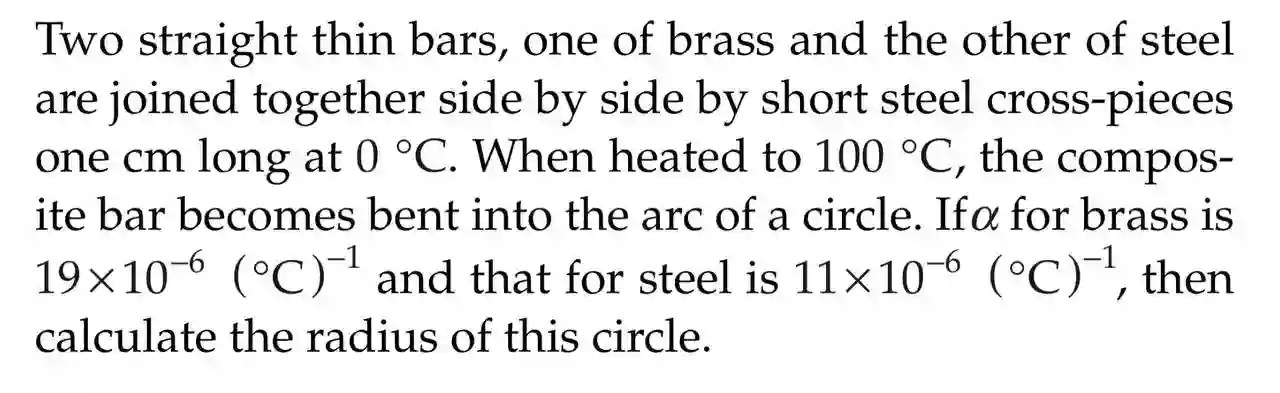 Two straight thin bars, one of brass and the other of steel
are joined together side by side by short steel cross-pieces
one cm long at 0 °C. When heated to 100 °C, the compos-
ite bar becomes bent into the arc of a circle. Ifα for brass is
19×10⁻⁶ (°C)⁻¹ and that for steel is 11×10⁻⁶ (°C)⁻¹, then
calculate the radius of this circle.